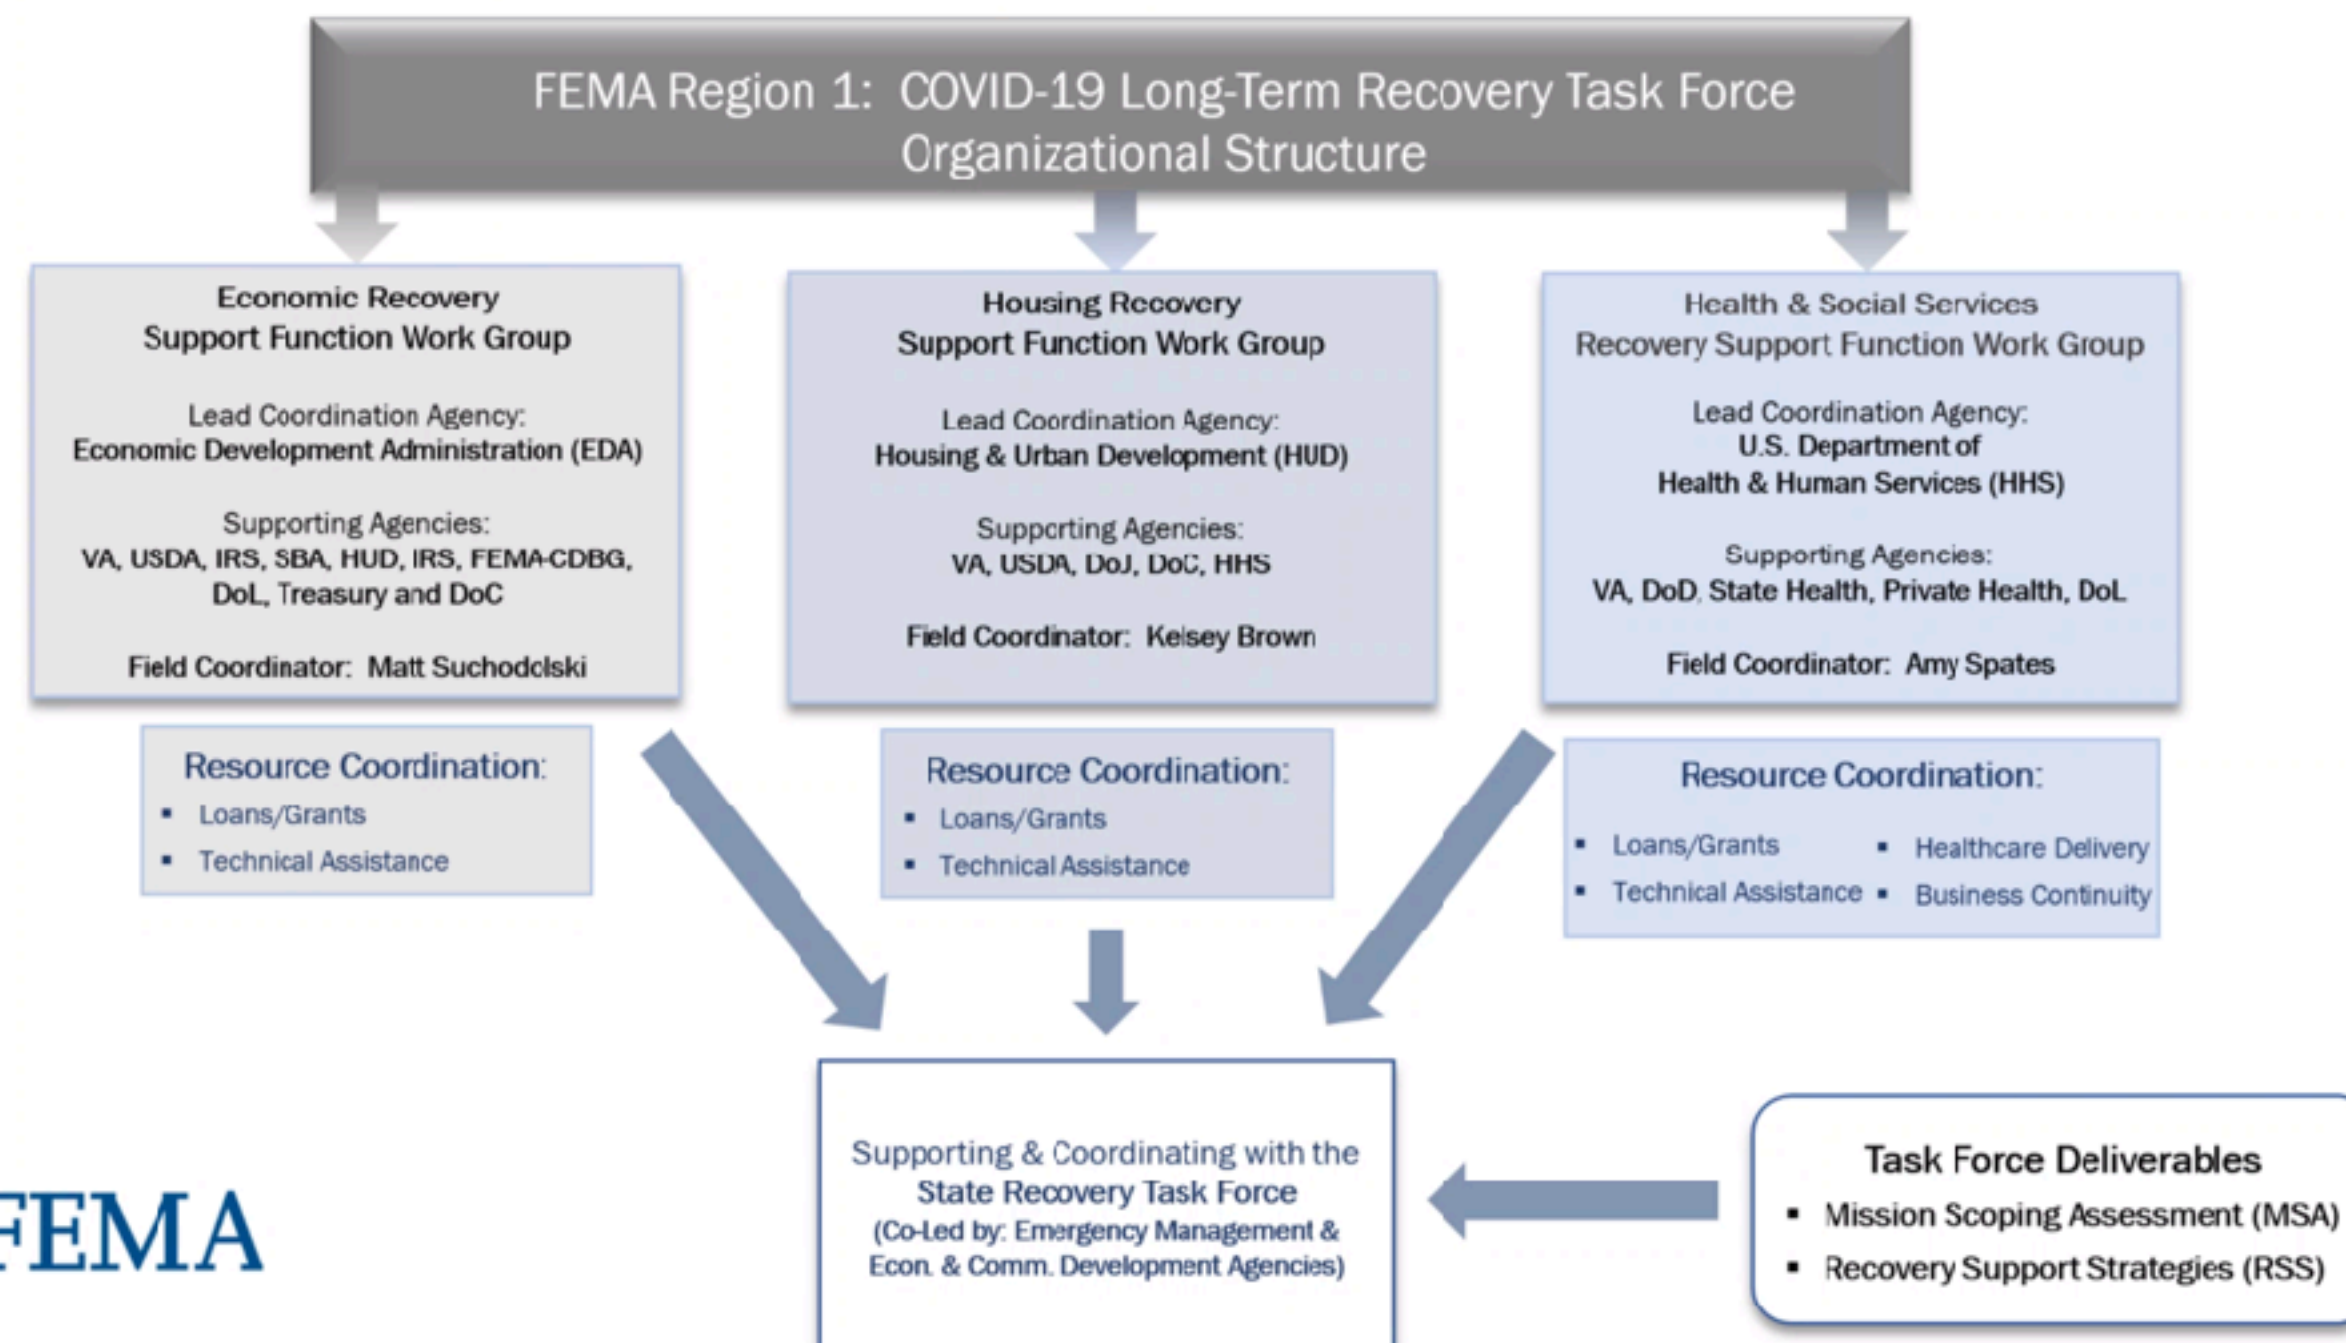 FEMA Region 1: COVID-19 Long-Term Recovery Task Force
Organizational Structure
Economic Recovery
Support Function Work Group
Lead Coordination Agency:
Economic Development Administration (EDA)
Supporting Agencies:
VA, USDA, IRS, SBA, HUD, IRS, FEMA-CDBG,
DoL, Treasury and DoC
Field Coordinator: Matt Suchodolski
Resource Coordination:
▪ Loans/Grants
▪ Technical Assistance
Housing Recovery
Support Function Work Group
Lead Coordination Agency:
Housing & Urban Development (HUD)
Supporting Agencies:
VA, USDA, DoJ, DoC, HHS
Field Coordinator: Kelsey Brown
Resource Coordination:
▪ Loans/Grants
▪ Technical Assistance
Health & Social Services
Recovery Support Function Work Group
Lead Coordination Agency:
U.S. Department of
Health & Human Services (HHS)
Supporting Agencies:
VA, DoD, State Health, Private Health, DoL
Field Coordinator: Amy Spates
Resource Coordination:
▪ Loans/Grants
▪ Technical Assistance
▪ Healthcare Delivery
▪ Business Continuity
Supporting & Coordinating with the
State Recovery Task Force
(Co-Led by: Emergency Management &
Econ. & Comm. Development Agencies)
Task Force Deliverables
▪ Mission Scoping Assessment (MSA)
▪ Recovery Support Strategies (RSS)
FEMA